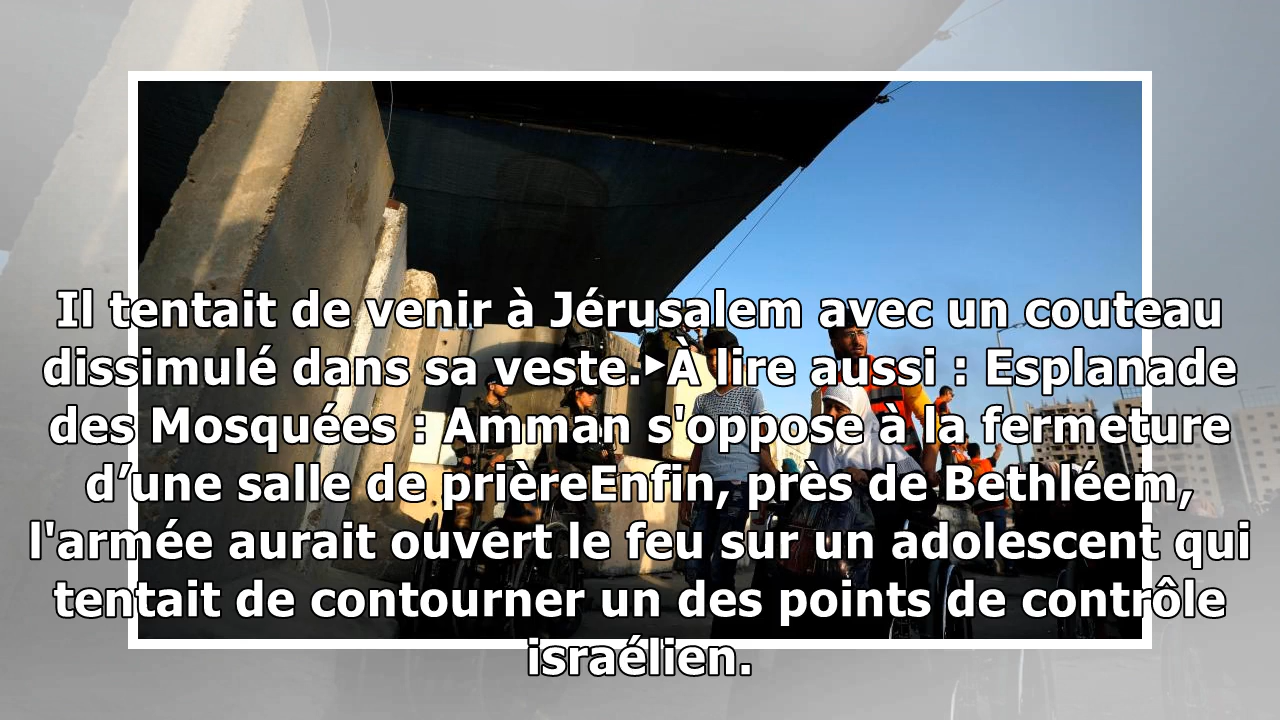 Il tentait de venir à Jérusalem avec un couteau
dissimulé dans sa veste.▸À lire aussi : Esplanade
des Mosquées : Amman s'oppose à la fermeture
d’une salle de prièreEnfin, près de Bethléem,
l'armée aurait ouvert le feu sur un adolescent qui
tentait de contourner un des points de contrôle
israélien.